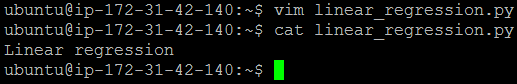 ubuntu@ip-172-31-42-140:~$ vim linear_regression.py
ubuntu@ip-172-31-42-140:~$ cat linear_regression.py
Linear regression
ubuntu@ip-172-31-42-140:~$